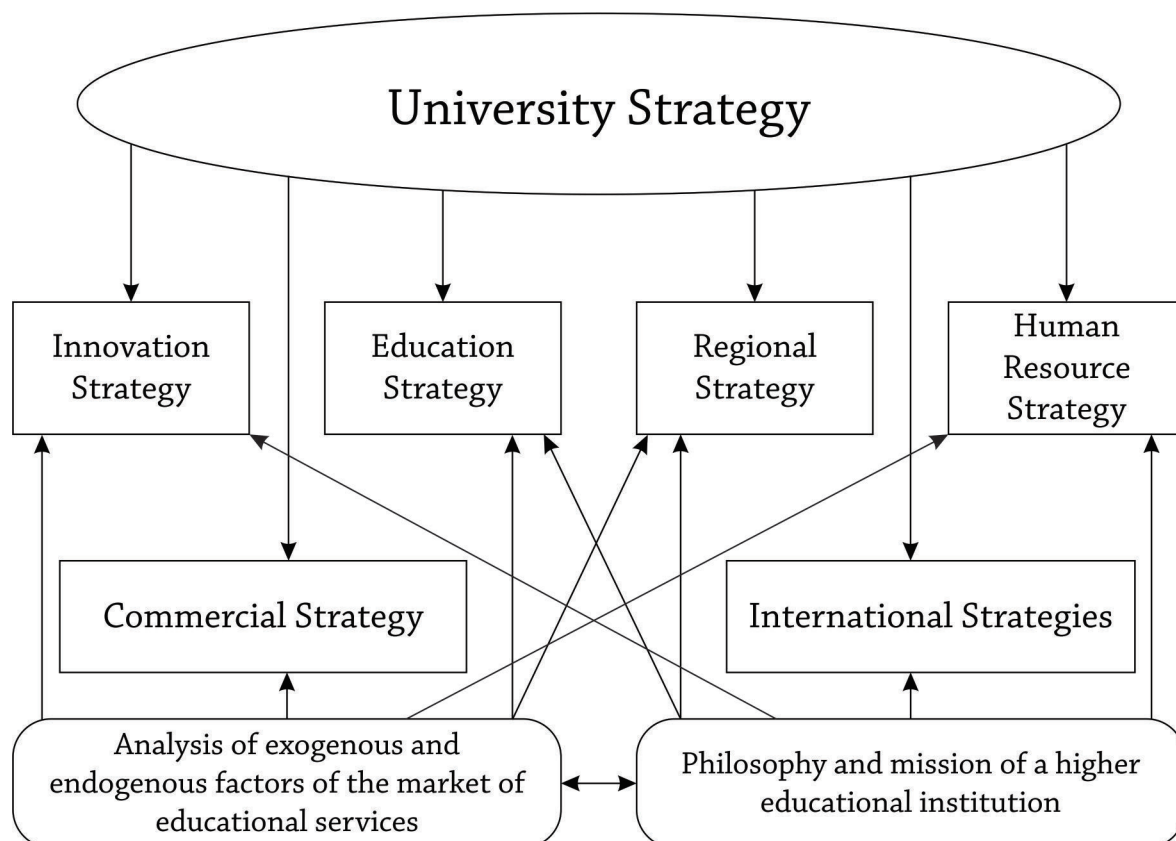 University Strategy
Innovation
Strategy
Education
Strategy
Regional
Strategy
Human
Resource
Strategy
Commercial Strategy
International Strategies
Analysis of exogenous and
endogenous factors of the market of
educational services
Philosophy and mission of a higher
educational institution